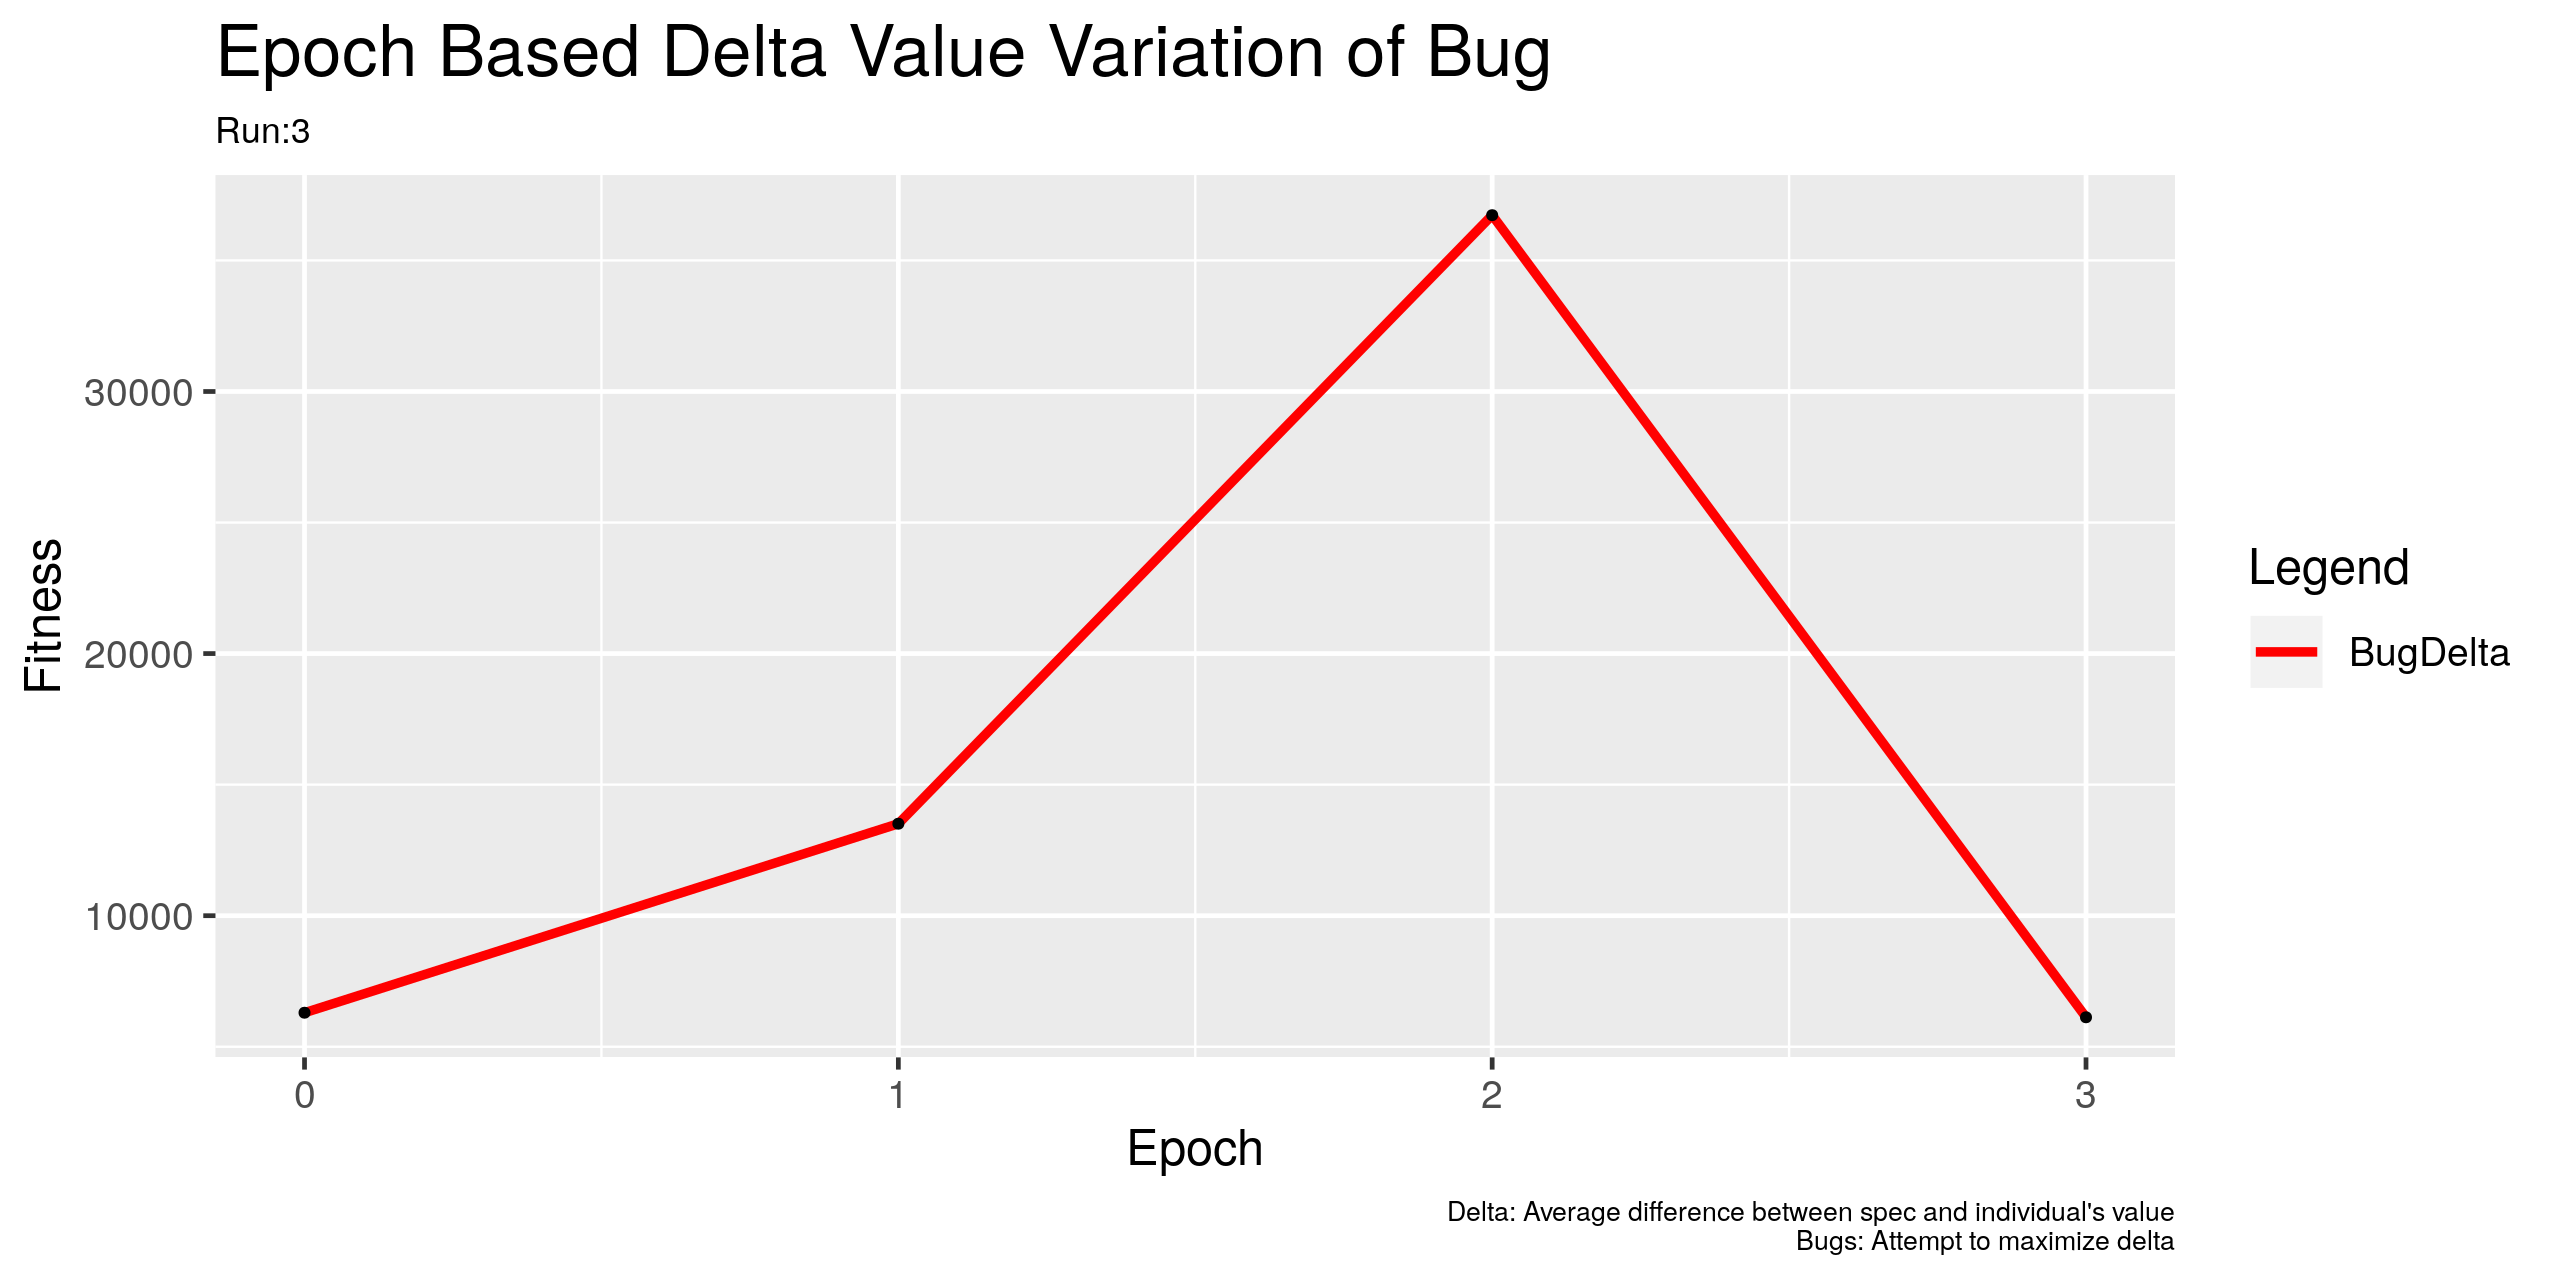 Epoch Based Delta Value Variation of Bug
Run:3
30000
20000
10000
Fitness
0 1 2 3
Epoch
Legend
BugDelta
Delta: Average difference between spec and individual's value
Bugs: Attempt to maximize delta